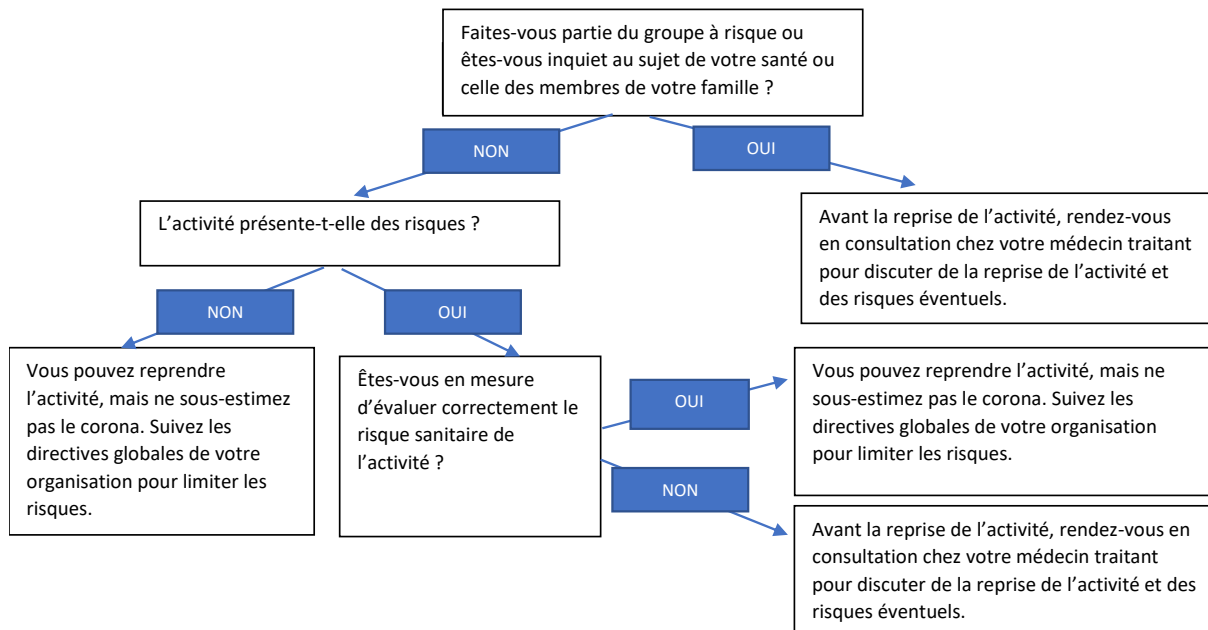 Faites-vous partie du groupe à risque ou
êtes-vous inquiet au sujet de votre santé ou
celle des membres de votre famille ?
NON
OUI
L’activité présente-t-elle des risques ?
Avant la reprise de l’activité, rendez-vous
en consultation chez votre médecin traitant
pour discuter de la reprise de l’activité et
des risques éventuels.
NON
OUI
Vous pouvez reprendre
l’activité, mais ne sous-estimez
pas le corona. Suivez les
directives globales de votre
organisation pour limiter les
risques.
Êtes-vous en mesure
d’évaluer correctement le
risque sanitaire de
l’activité ?
OUI
Vous pouvez reprendre l’activité, mais ne
sous-estimez pas le corona. Suivez les
directives globales de votre organisation
pour limiter les risques.
NON
Avant la reprise de l’activité, rendez-vous en
consultation chez votre médecin traitant
pour discuter de la reprise de l’activité et des
risques éventuels.